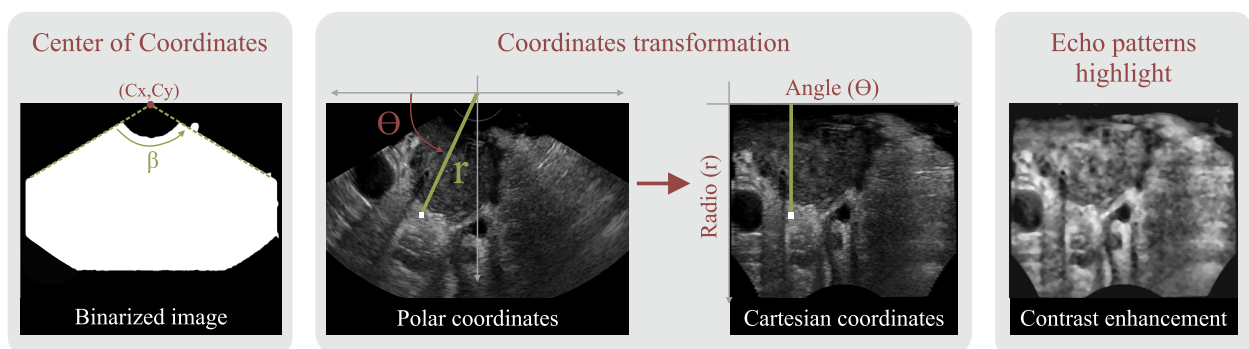 Center of Coordinates
(Cx,Cy)
β
Binarized image
Coordinates transformation
Θ
r
Polar coordinates
Angle (Θ)
Radio (r)
Cartesian coordinates
Echo patterns
highlight
Contrast enhancement